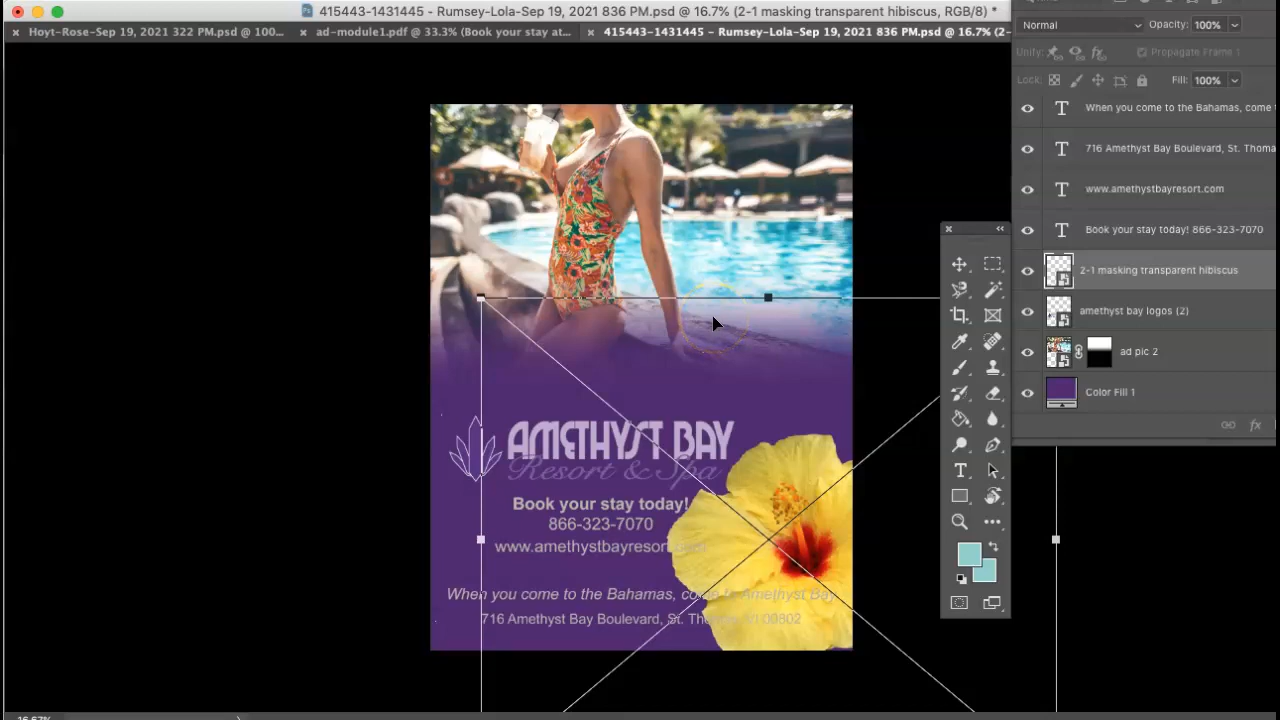 415443-1431445 - Rumsey-Lola-Sep 19, 2021 836 PM.psd @ 16.7% (2-1 masking transparent hibiscus, RGB/8) *
Hoyt-Rose-Sep 19, 2021 322 PM.psd @ 100...
ad-module1.pdf @ 33.3% (Book your stay at...
415443-1431445 - Rumsey-Lola-Sep 19, 2021 836 PM.psd @ 16.7% (2-
Normal
Opacity: 100%
Unify:
Propagate Frame 1
Lock:
Fill: 100%
When you come to the Bahamas, come
716 Amethyst Bay Boulevard, St. Thoma
www.amethystbayresort.com
Book your stay today! 866-323-7070
2-1 masking transparent hibiscus
amethyst bay logos (2)
ad pic 2
Color Fill 1
fx
AMETHYST BAY
Resort & Spa
Book your stay today!
866-323-7070
www.amethystbayresort.com
When you come to the Bahamas, come to Amethyst Bay
716 Amethyst Bay Boulevard, St. Thomas, VI 00802
16.67%